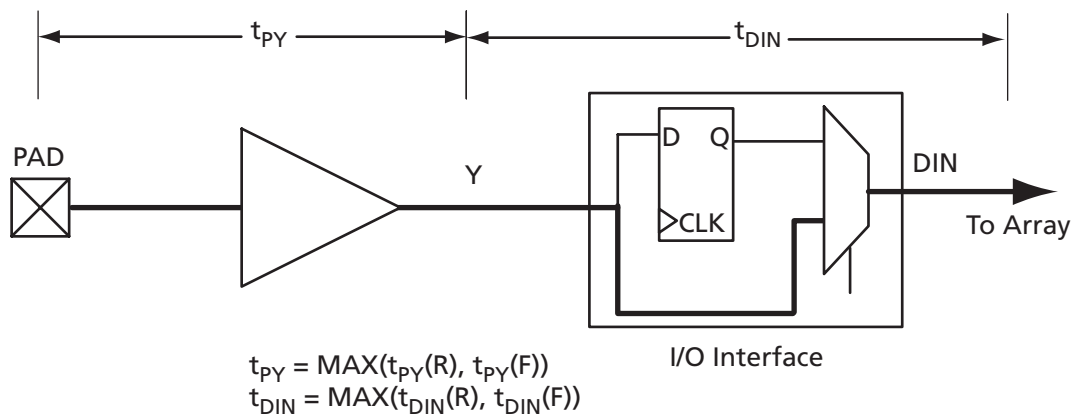 tPY
tDIN
PAD
Y
D Q
CLK
DIN
To Array
I/O Interface
tPY = MAX(tPY(R), tPY(F))
tDIN = MAX(tDIN(R), tDIN(F))